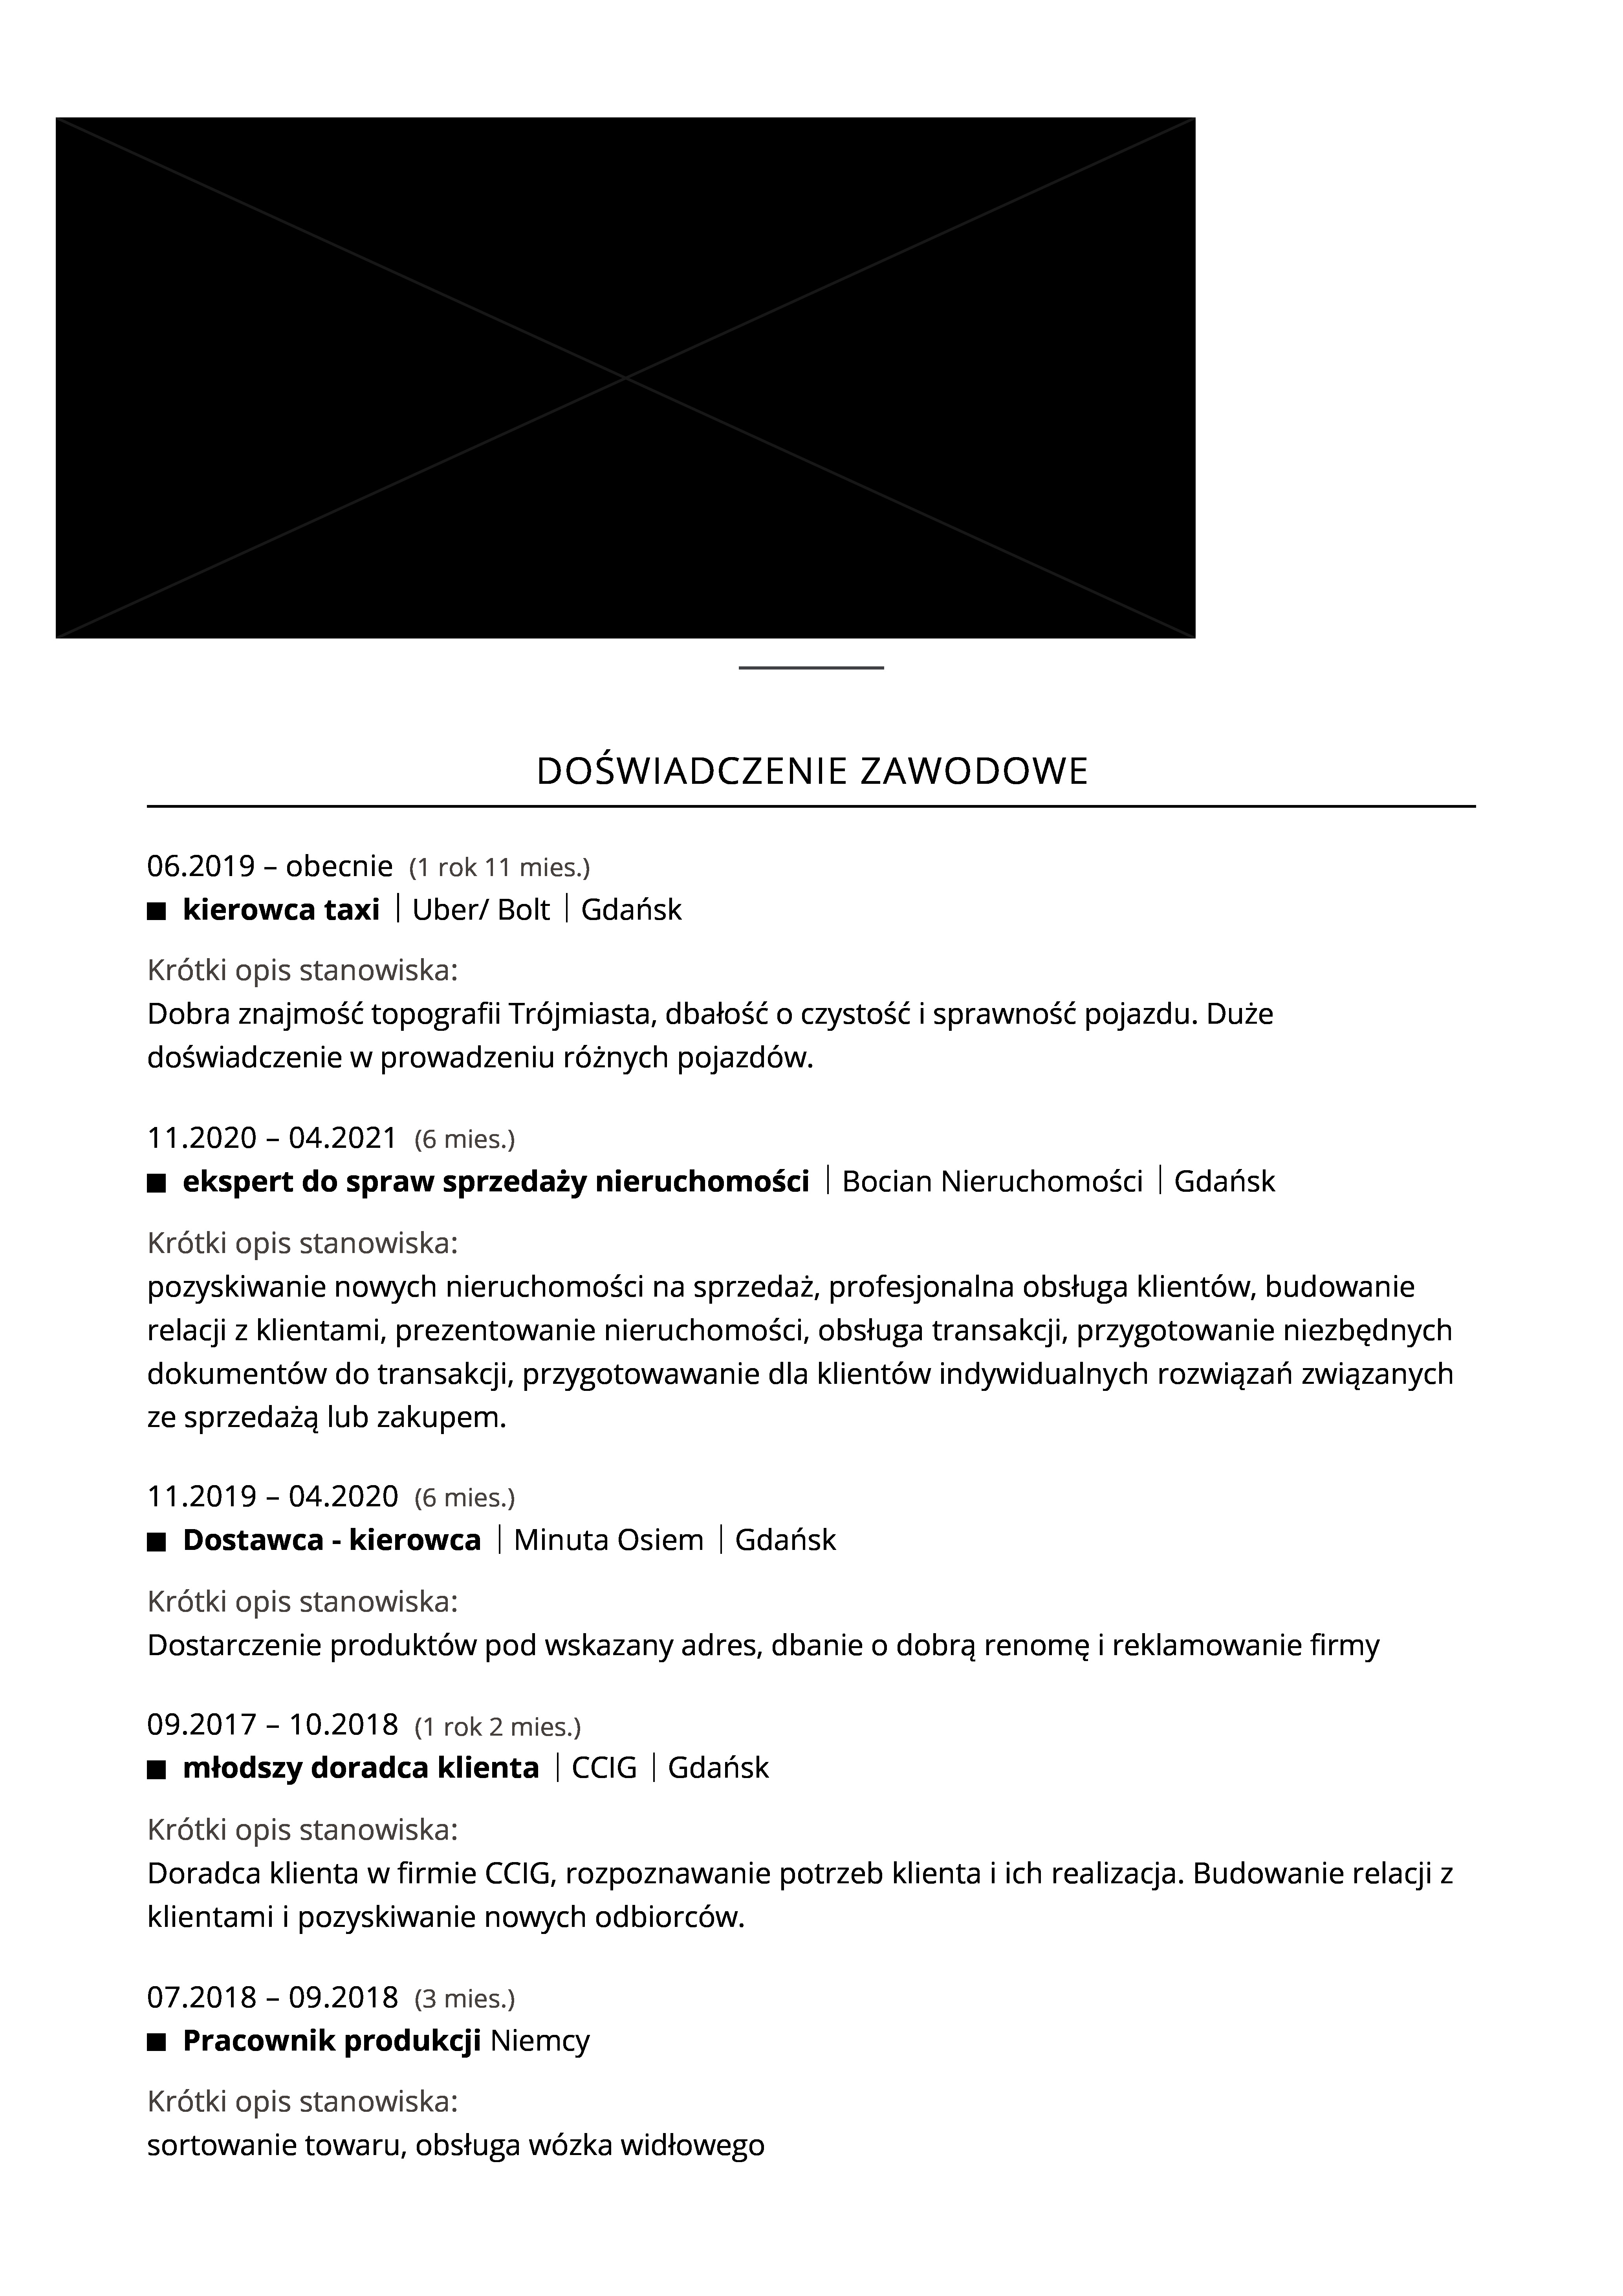 DOŚWIADCZENIE ZAWODOWE
06.2019 – obecnie (1 rok 11 mies.)
■ kierowca taxi | Uber/ Bolt | Gdańsk
Krótki opis stanowiska:
Dobra znajmość topografii Trójmiasta, dbałość o czystość i sprawność pojazdu. Duże
doświadczenie w prowadzeniu różnych pojazdów.
11.2020 – 04.2021 (6 mies.)
■ ekspert do spraw sprzedaży nieruchomości | Bocian Nieruchomości | Gdańsk
Krótki opis stanowiska:
pozyskiwanie nowych nieruchomości na sprzedaż, profesjonalna obsługa klientów, budowanie
relacji z klientami, prezentowanie nieruchomości, obsługa transakcji, przygotowanie niezbędnych
dokumentów do transakcji, przygotowawanie dla klientów indywidualnych rozwiązań związanych
ze sprzedażą lub zakupem.
11.2019 – 04.2020 (6 mies.)
■ Dostawca - kierowca | Minuta Osiem | Gdańsk
Krótki opis stanowiska:
Dostarczenie produktów pod wskazany adres, dbanie o dobrą renomę i reklamowanie firmy
09.2017 – 10.2018 (1 rok 2 mies.)
■ młodszy doradca klienta | CCIG | Gdańsk
Krótki opis stanowiska:
Doradca klienta w firmie CCIG, rozpoznawanie potrzeb klienta i ich realizacja. Budowanie relacji z
klientami i pozyskiwanie nowych odbiorców.
07.2018 – 09.2018 (3 mies.)
■ Pracownik produkcji Niemcy
Krótki opis stanowiska:
sortowanie towaru, obsługa wózka widłowego